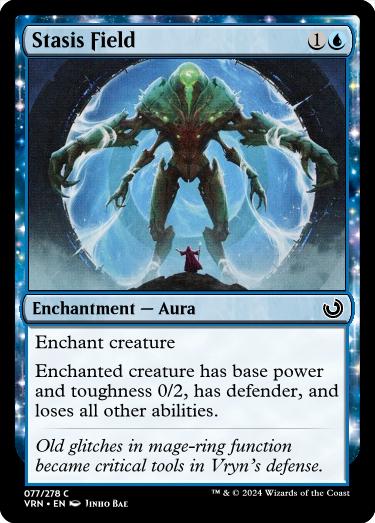 Stasis Field
1
Enchantment — Aura
Enchant creature
Enchanted creature has base power
and toughness 0/2, has defender, and
loses all other abilities.
Old glitches in mage-ring function
became critical tools in Vryn's defense.
077/278 C
VRN • EN Jinho Bae
™ & © 2024 Wizards of the Coast